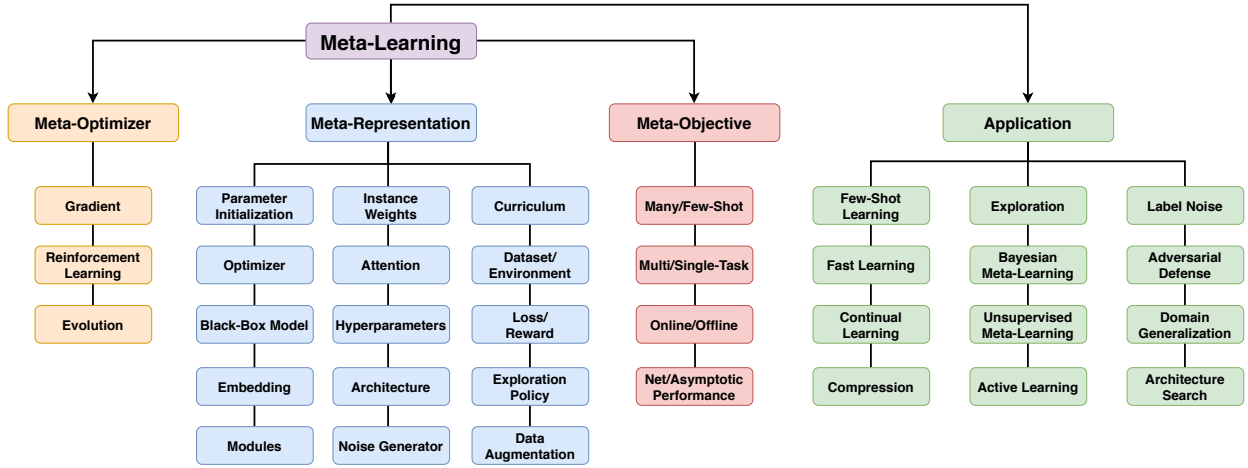 Meta-Learning
Meta-Optimizer
Meta-Representation
Meta-Objective
Application
Gradient
Reinforcement
Learning
Evolution
Parameter
Initialization
Optimizer
Black-Box Model
Embedding
Modules
Instance
Weights
Attention
Hyperparameters
Architecture
Noise Generator
Curriculum
Dataset/
Environment
Loss/
Reward
Exploration
Policy
Data
Augmentation
Many/Few-Shot
Multi/Single-Task
Online/Offline
Net/Asymptotic
Performance
Few-Shot
Learning
Fast Learning
Continual
Learning
Compression
Exploration
Bayesian
Meta-Learning
Unsupervised
Meta-Learning
Active Learning
Label Noise
Adversarial
Defense
Domain
Generalization
Architecture
Search